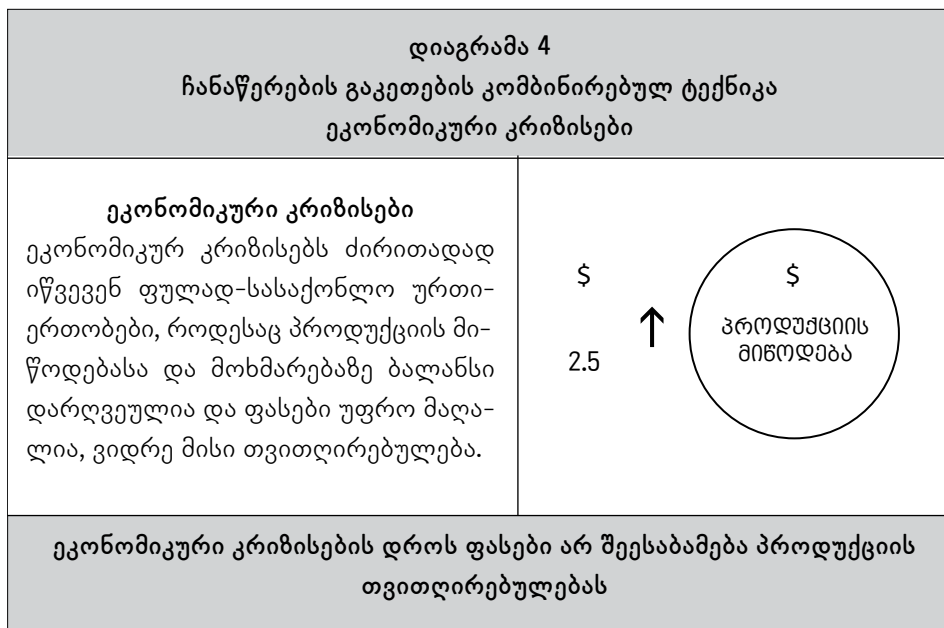 დიაგრამა 4
ჩანაწერების გაკეთების კომბინირებულ ტექნიკა
ეკონომიკური კრიზისები
ეკონომიკური კრიზისები
ეკონომიკურ კრიზისებს ძირითადად
იწვევენ ფულად-სასაქონლო ურთი-
ერთობები, როდესაც პროდუქციის მი-
წოდებასა და მოხმარებაზე ბალანსი
დარღვეულია და ფასები უფრო მაღა-
ლია, ვიდრე მისი თვითღირებულება.
$
2.5
↑
$
პროდუქციის
მიწოდება
ეკონომიკური კრიზისების დროს ფასები არ შეესაბამება პროდუქციის
თვითღირებულებას